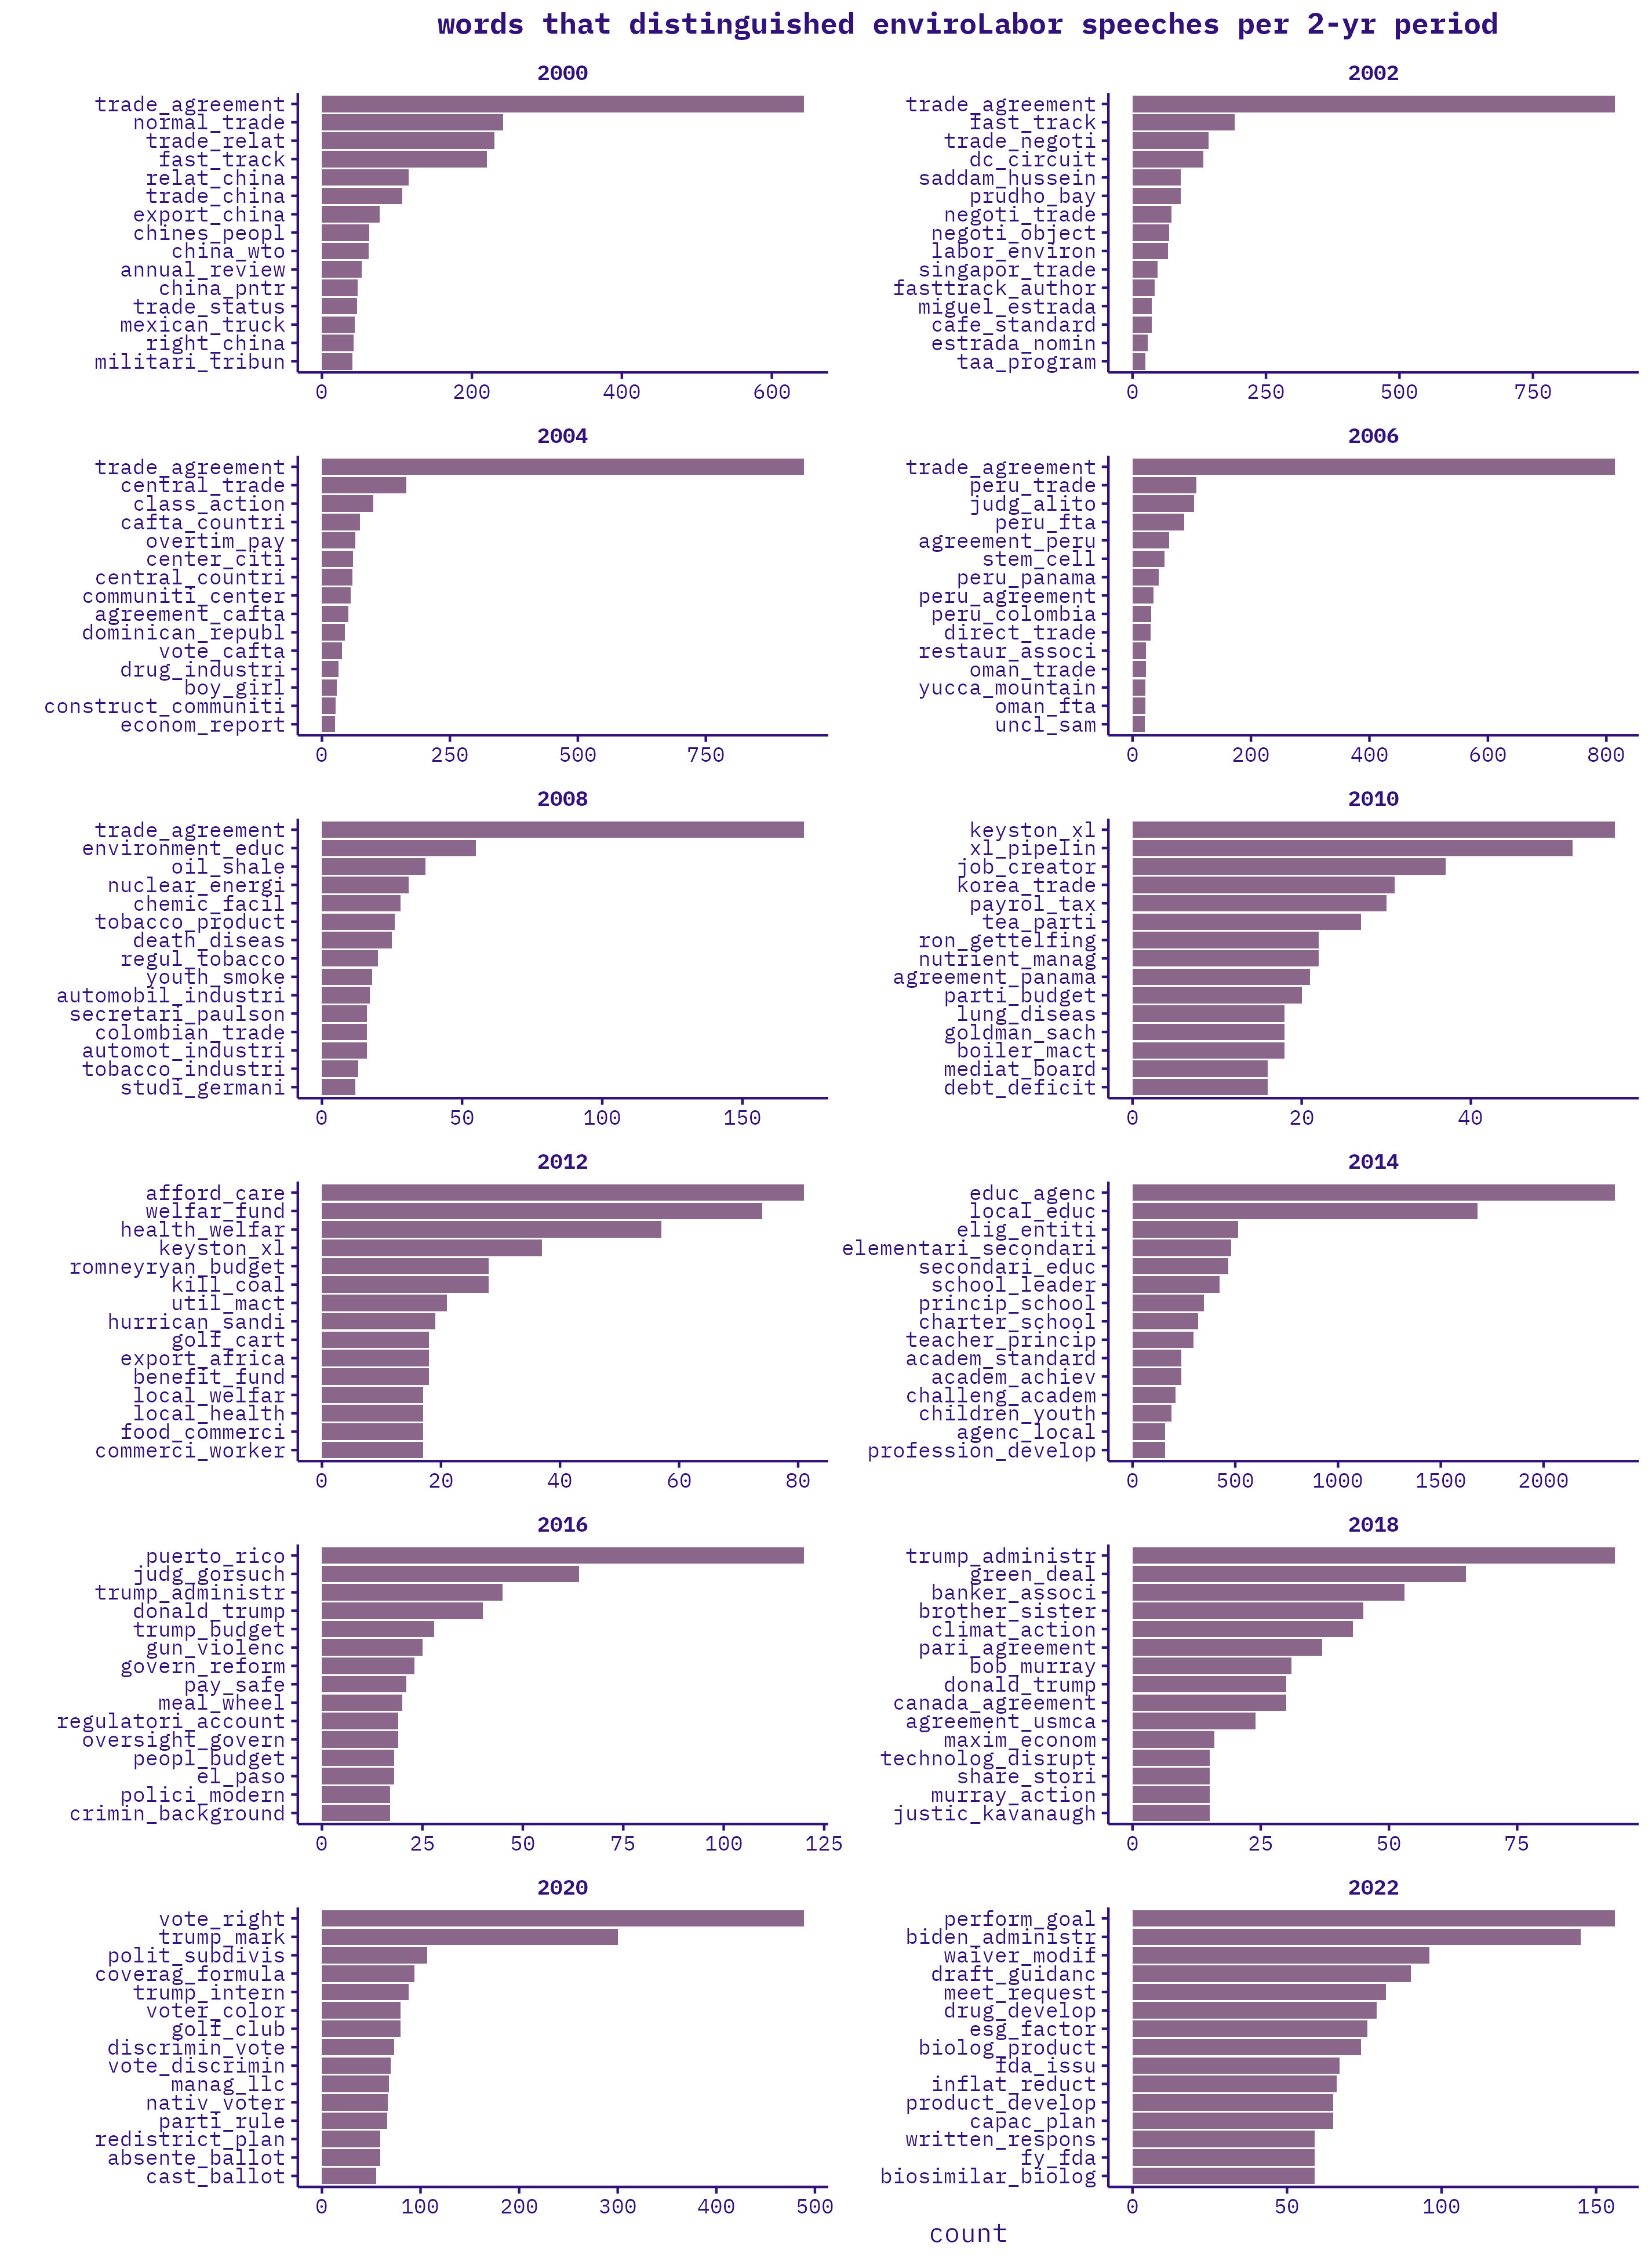 words that distinguished enviroLabor speeches per 2-yr period
2000
trade_agreement
normal_trade
trade_relat
fast_track
relat_china
trade_china
export_china
chines_peopl
china_wto
annual_review
china_pntr
trade_status
mexican_truck
right_china
militari_tribun
0 200 400 600
2002
trade_agreement
fast_track
trade_negoti
dc_circuit
saddam_hussein
prudho_bay
negoti_trade
negoti_object
labor_environ
singapor_trade
fasttrack_author
miguel_estrada
cafe_standard
estrada_nomin
taa_program
0 250 500 750
2004
trade_agreement
central_trade
class_action
cafta_countri
overtim_pay
center_citi
central_countri
communiti_center
agreement_cafta
dominican_republ
vote_cafta
drug_industri
boy_girl
construct_communiti
econom_report
0 250 500 750
2006
trade_agreement
peru_trade
judg_alito
peru_fta
agreement_peru
stem_cell
peru_panama
peru_agreement
peru_colombia
direct_trade
restaur_associ
oman_trade
yucca_mountain
oman_fta
uncl_sam
0 200 400 600 800
2008
trade_agreement
environment_educ
oil_shale
nuclear_energi
chemic_facil
tobacco_product
death_diseas
regul_tobacco
youth_smoke
automobil_industri
secretari_paulson
colombian_trade
automot_industri
tobacco_industri
studi_germani
0 50 100 150
2010
keyston_xl
xl_pipelin
job_creator
korea_trade
payrol_tax
tea_parti
ron_gettelfing
nutrient_manag
agreement_panama
parti_budget
lung_diseas
goldman_sach
boiler_mact
mediat_board
debt_deficit
0 20 40
2012
afford_care
welfar_fund
health_welfar
keyston_xl
romneyryan_budget
kill_coal
util_mact
hurrican_sandi
golf_cart
export_africa
benefit_fund
local_welfar
local_health
food_commerci
commerci_worker
0 20 40 60 80
2014
educ_agenc
local_educ
elig_entiti
elementari_secondari
secondari_educ
school_leader
princip_school
charter_school
teacher_princip
academ_standard
academ_achiev
challeng_academ
children_youth
agenc_local
profession_develop
0 500 1000 1500 2000
2016
puerto_rico
judg_gorsuch
trump_administr
donald_trump
trump_budget
gun_violenc
govern_reform
pay_safe
meal_wheel
regulatori_account
oversight_govern
peopl_budget
el_paso
polici_modern
crimin_background
0 25 50 75 100 125
2018
trump_administr
green_deal
banker_associ
brother_sister
climat_action
pari_agreement
bob_murray
donald_trump
canada_agreement
agreement_usmca
maxim_econom
technolog_disrupt
share_stori
murray_action
justic_kavanaugh
0 25 50 75
2020
vote_right
trump_mark
polit_subdivis
coverag_formula
trump_intern
voter_color
golf_club
discrimin_vote
vote_discrimin
manag_llc
nativ_voter
parti_rule
redistrict_plan
absente_ballot
cast_ballot
0 100 200 300 400 500
2022
perform_goal
biden_administr
waiver_modif
draft_guidanc
meet_request
drug_develop
esg_factor
biolog_product
fda_issu
inflat_reduct
product_develop
capac_plan
written_respons
fy_fda
biosimilar_biolog
0 50 100 150
count